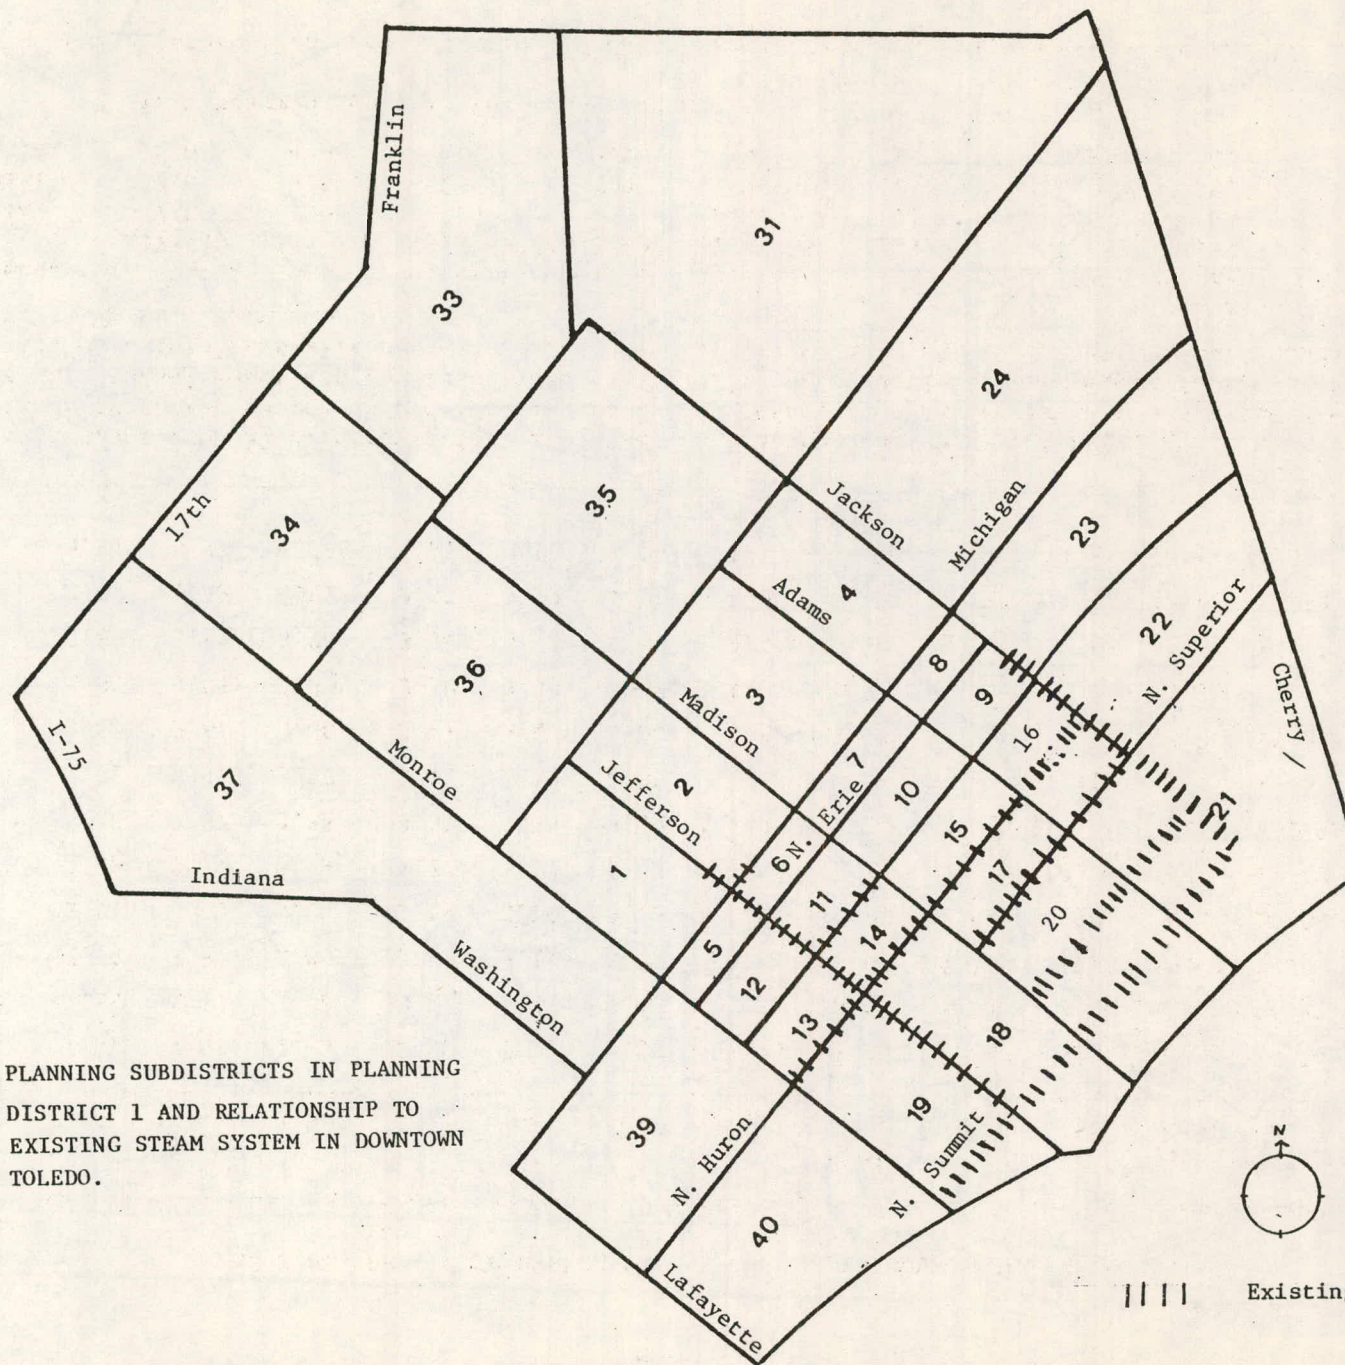 Franklin
31
33
24
17th
34
35
Jackson
Michigan
23
Adams
4
22
N. Superior
Cherry
36
Madison
3
8
9
16
I-75
37
Monroe
Jefferson
2
7
N. Erie
6
10
15
21
Indiana
1
11
17
20
14
Washington
5
12
13
18
19
N. Summit
39
N. Huron
40
Lafayette
PLANNING SUBDISTRICTS IN PLANNING
DISTRICT 1 AND RELATIONSHIP TO
EXISTING STEAM SYSTEM IN DOWNTOWN
TOLEDO.
N
Existin